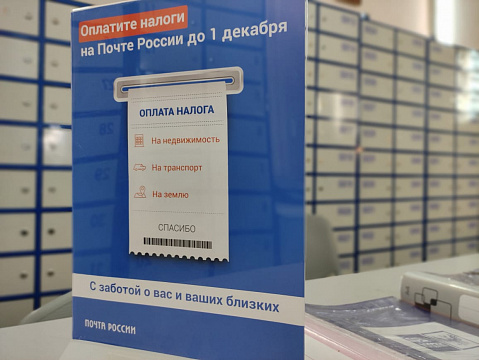 Оплатите налоги
на Почте России до 1 декабря
ОПЛАТА НАЛОГА
На недвижимость
На транспорт
На землю
СПАСИБО
С заботой о вас и ваших близких
ПОЧТА РОССИИ